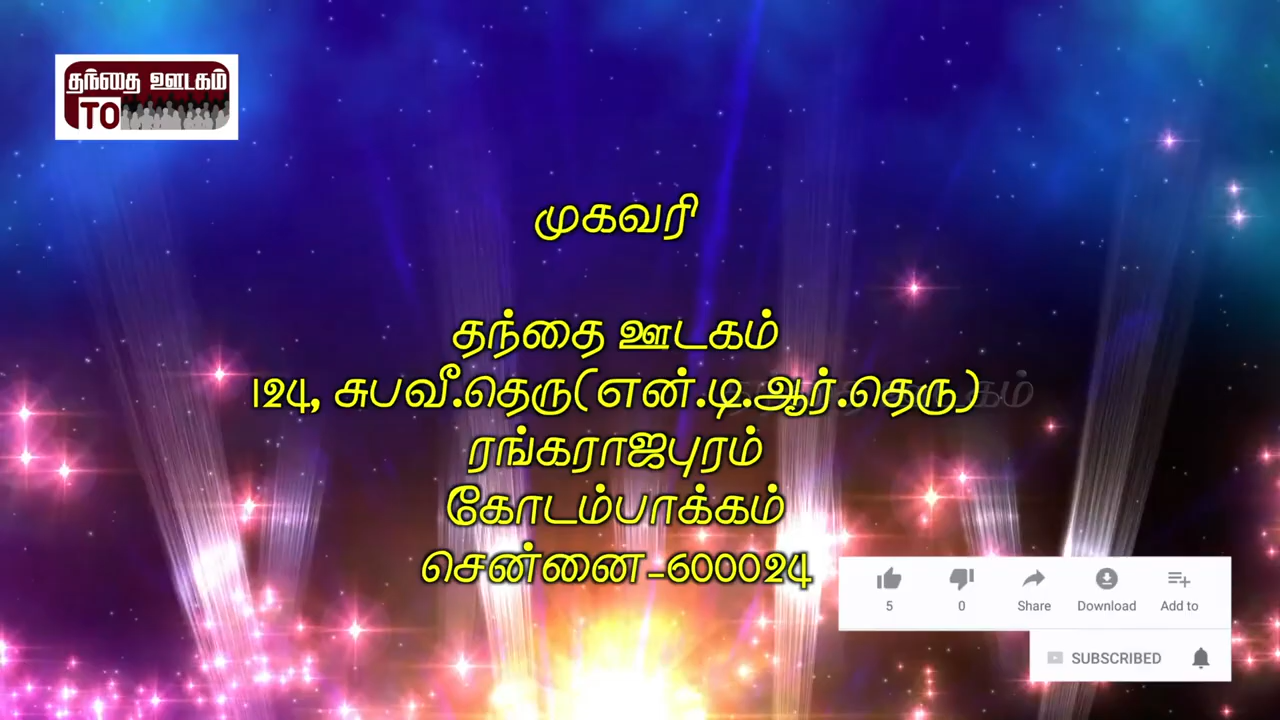 தந்தை ஊடகம்
TO
முகவரி
தந்தை ஊடகம்
124, சுபவீ.தெரு(என்.டி.ஆர்.தெரு)
ரங்கராஜபுரம்
கோடம்பாக்கம்
சென்னை-600024
5 0 Share Download Add to
SUBSCRIBED